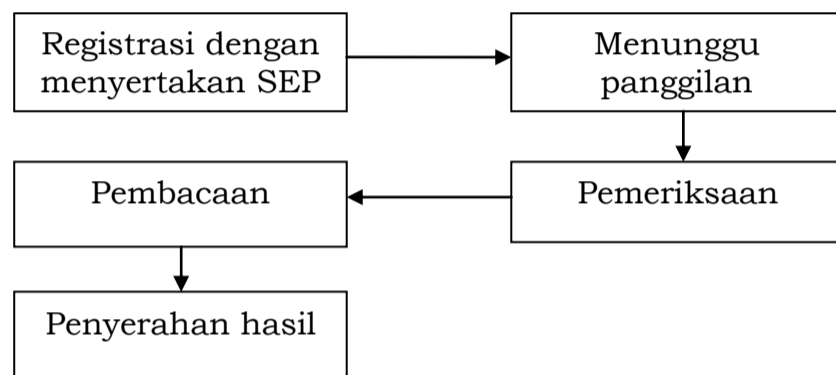 Registrasi dengan
menyertakan SEP
Menunggu
panggilan
Pemeriksaan
Pembacaan
Penyerahan hasil